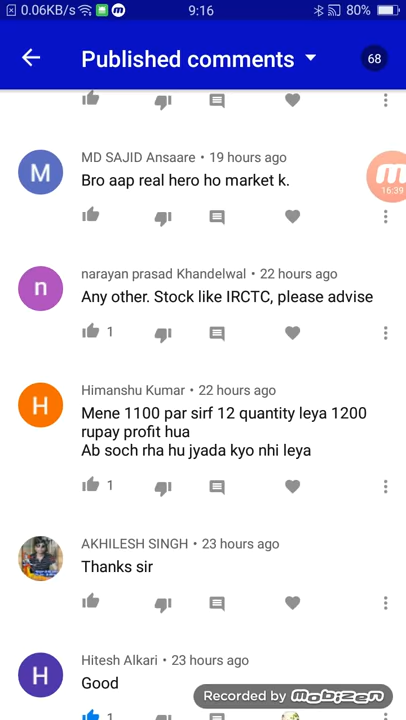 0.06KB/s 9:16 80%
Published comments 68
MD SAJID Ansaare • 19 hours ago
M Bro aap real hero ho market k.
16:39
narayan prasad Khandelwal • 22 hours ago
n Any other. Stock like IRCTC, please advise
1
Himanshu Kumar • 22 hours ago
H Mene 1100 par sirf 12 quantity leya 1200
rupay profit hua
Ab soch rha hu jyada kyo nhi leya
1
AKHILESH SINGH • 23 hours ago
Thanks sir
Hitesh Alkari • 23 hours ago
H Good
1
Recorded by mobizen